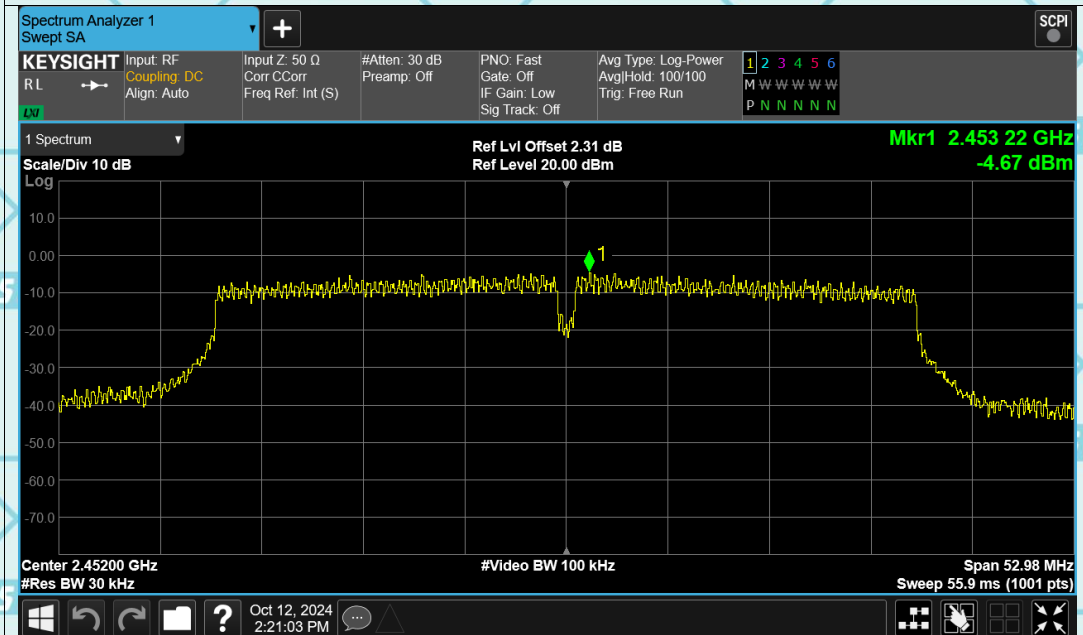 Spectrum Analyzer 1
Swept SA
+
SCPI
KEYSIGHT
R L
LXI
Input: RF
Coupling: DC
Align: Auto
Input Z: 50 Ω
Corr CCorr
Freq Ref: Int (S)
#Atten: 30 dB
Preamp: Off
PNO: Fast
Gate: Off
IF Gain: Low
Sig Track: Off
Avg Type: Log-Power
Avg|Hold: 100/100
Trig: Free Run
1 2 3 4 5 6
M W W W W W
P N N N N N
1 Spectrum
Scale/Div 10 dB
Log
Ref Lvl Offset 2.31 dB
Ref Level 20.00 dBm
Mkr1 2.453 22 GHz
-4.67 dBm
1
10.0
0.00
-10.0
-20.0
-30.0
-40.0
-50.0
-60.0
-70.0
Center 2.45200 GHz
#Res BW 30 kHz
#Video BW 100 kHz
Span 52.98 MHz
Sweep 55.9 ms (1001 pts)
?
Oct 12, 2024
2:21:03 PM